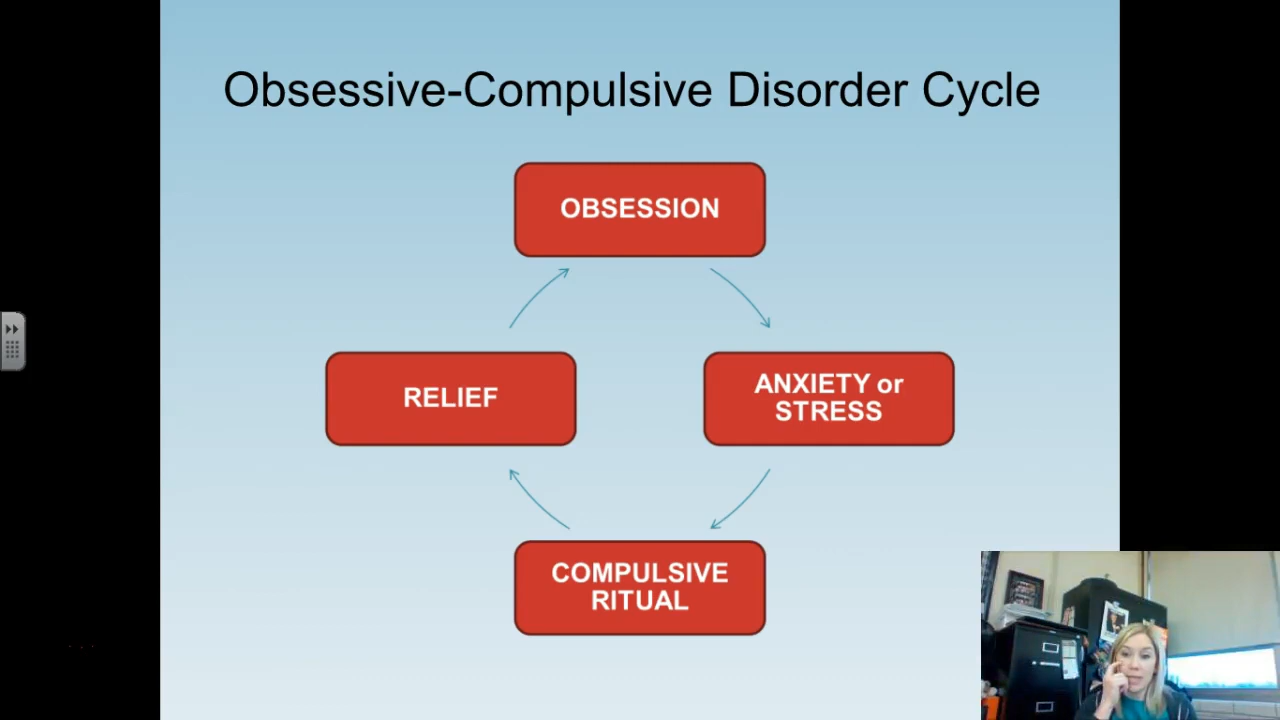 Obsessive-Compulsive Disorder Cycle
OBSESSION
RELIEF
ANXIETY or
STRESS
COMPULSIVE
RITUAL